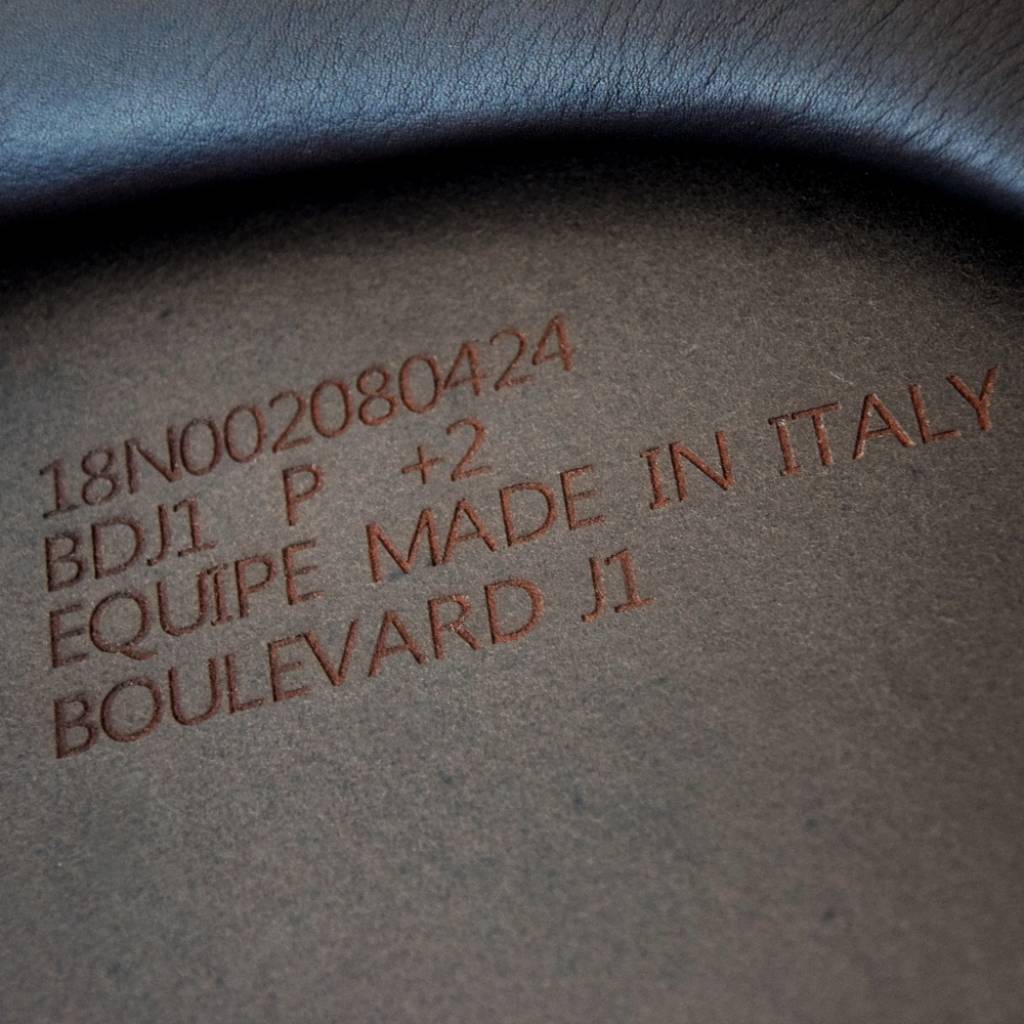 18N002080424
BDJ1 P +2
EQUIPE MADE IN ITALY
BOULEVARD J1